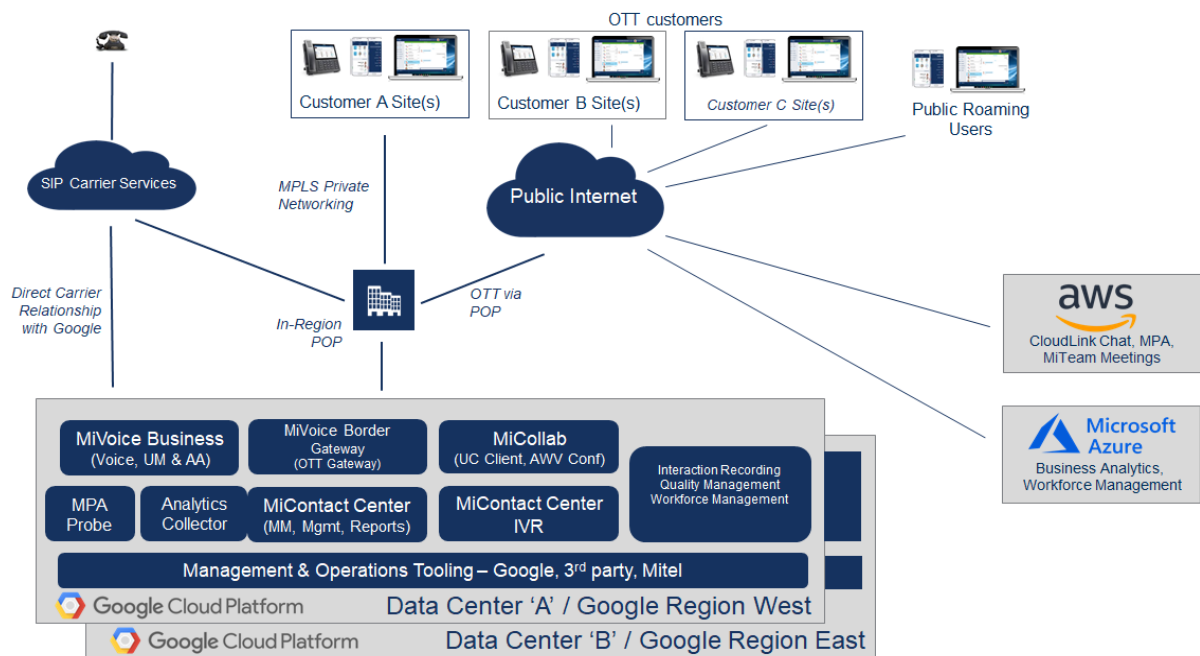 OTT customers
Customer A Site(s)
Customer B Site(s)
Customer C Site(s)
Public Roaming
Users
SIP Carrier Services
MPLS Private
Networking
Public Internet
Direct Carrier
Relationship
with Google
In-Region
POP
OTT via
POP
aws
CloudLink Chat, MPA,
MiTeam Meetings
Microsoft
Azure
Business Analytics,
Workforce Management
MiVoice Business
(Voice, UM & AA)
MiVoice Border
Gateway
(OTT Gateway)
MiCollab
(UC Client, AWV Conf)
Interaction Recording
Quality Management
Workforce Management
MPA
Probe
Analytics
Collector
MiContact Center
(MM, Mgmt, Reports)
MiContact Center
IVR
Management & Operations Tooling – Google, 3rd party, Mitel
Google Cloud Platform
Data Center ‘A’ / Google Region West
Google Cloud Platform
Data Center ‘B’ / Google Region East